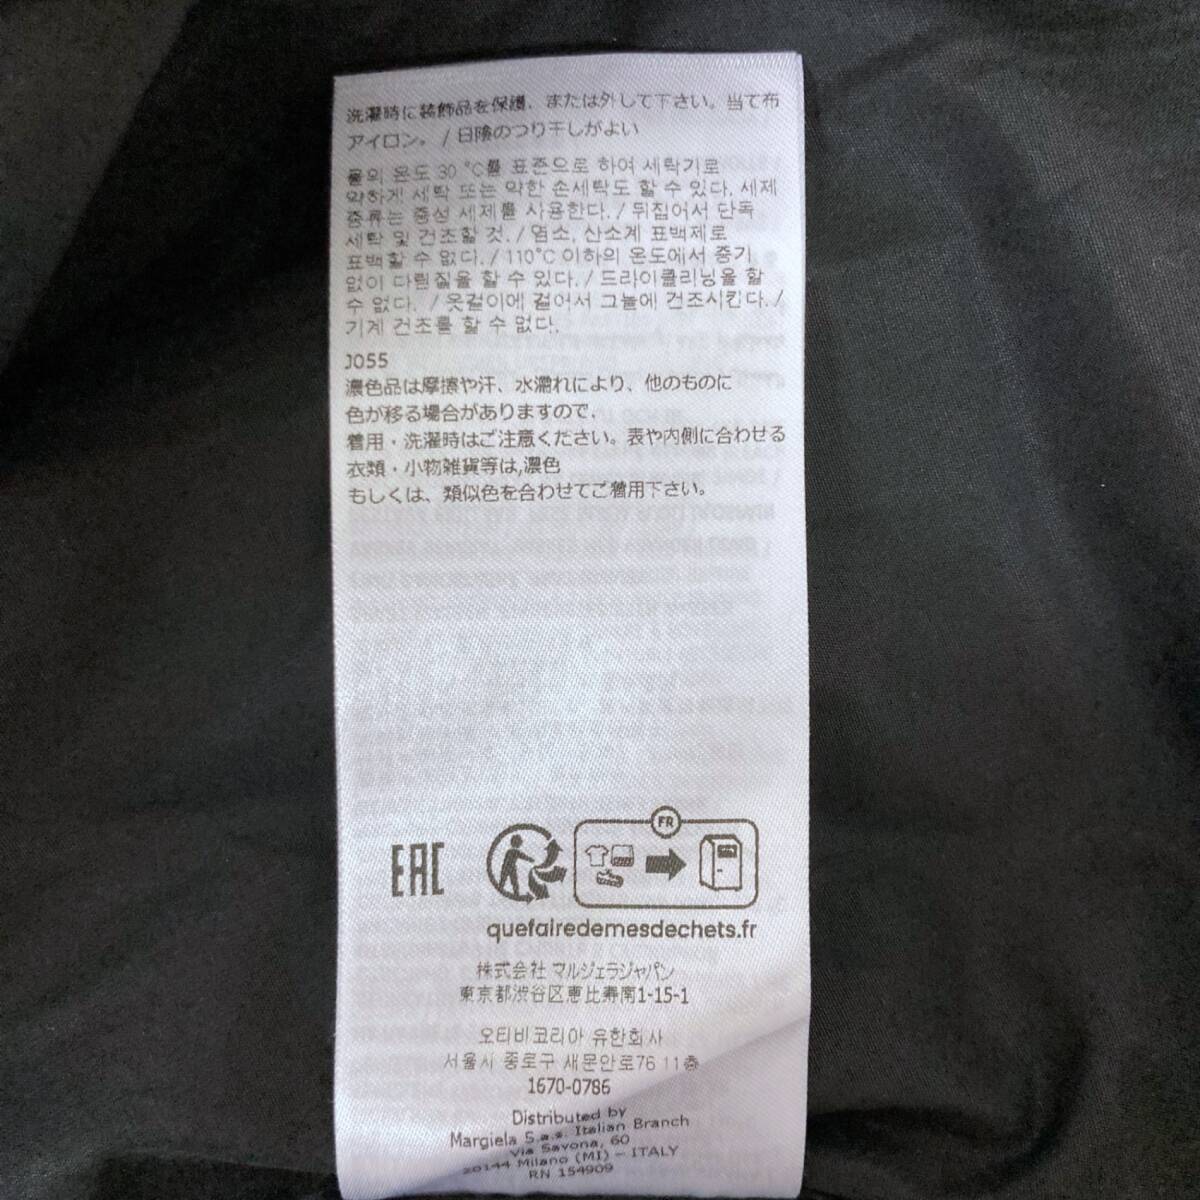 洗濯時に装飾品を保護、または外して下さい。当て布
アイロン。 / 日陰のつり干しがよい
물의 온도 30 °C를 표준으로 하여 세탁기로
약하게 세탁 또는 약한 손세탁도 할 수 있다. 세제
종류는 중성 세제를 사용한다. / 뒤집어서 단독
세탁 및 건조할 것. / 염소, 산소계 표백제로
표백할 수 없다. / 110°C 이하의 온도에서 증기
없이 다림질을 할 수 있다. / 드라이클리닝을 할
수 없다. / 옷걸이에 걸어서 그늘에 건조시킨다. /
기계 건조를 할 수 없다.
J055
濃色品は摩擦や汗、水濡れにより、他のものに
色が移る場合がありますので、
着用・洗濯時はご注意ください。表や内側に合わせる
衣類・小物雑貨等は,濃色
もしくは、類似色を合わせてご着用下さい。
EAC
FR
quefairedemesdechets.fr
株式会社 マルジェラジャパン
東京都渋谷区恵比寿南1-15-1
오티비코리아 유한회사
서울시 종로구 새문안로76 11층
1670-0786
Distributed by
Margiela S.a.s. Italian Branch
Via Savona, 60
20144 Milano (MI) - ITALY
RN 154909